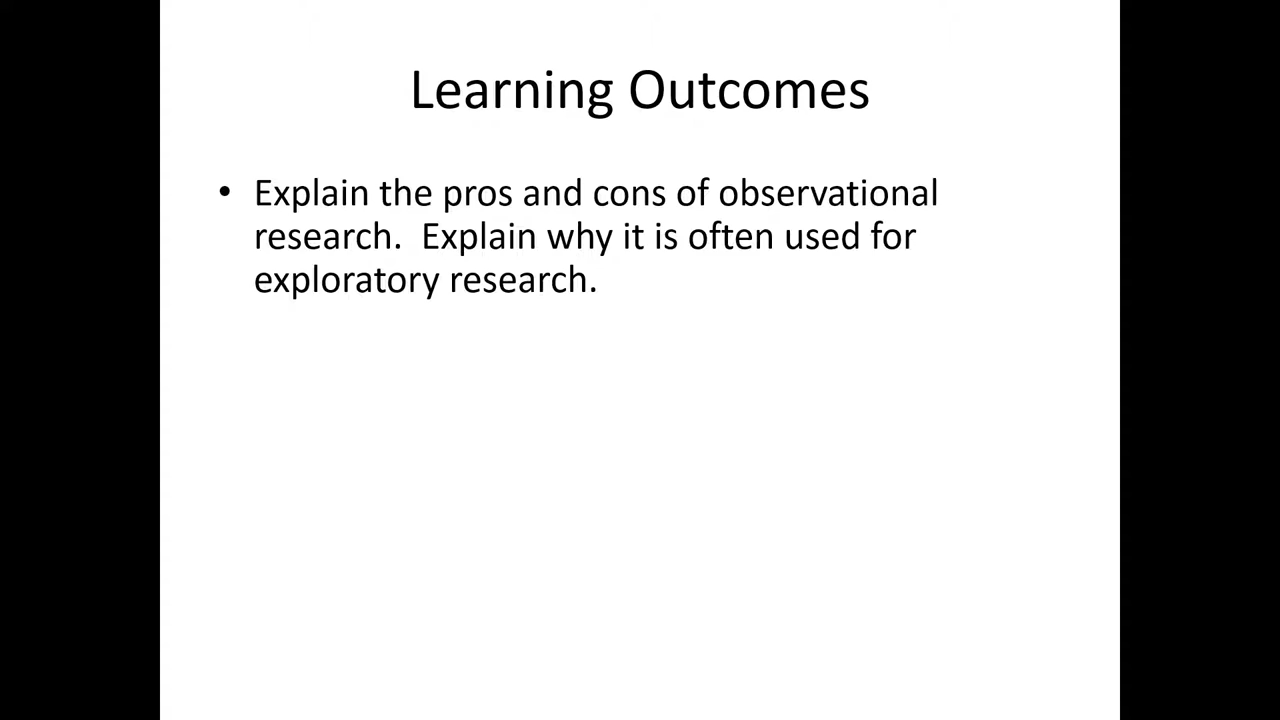 Learning Outcomes
• Explain the pros and cons of observational
research.  Explain why it is often used for
exploratory research.